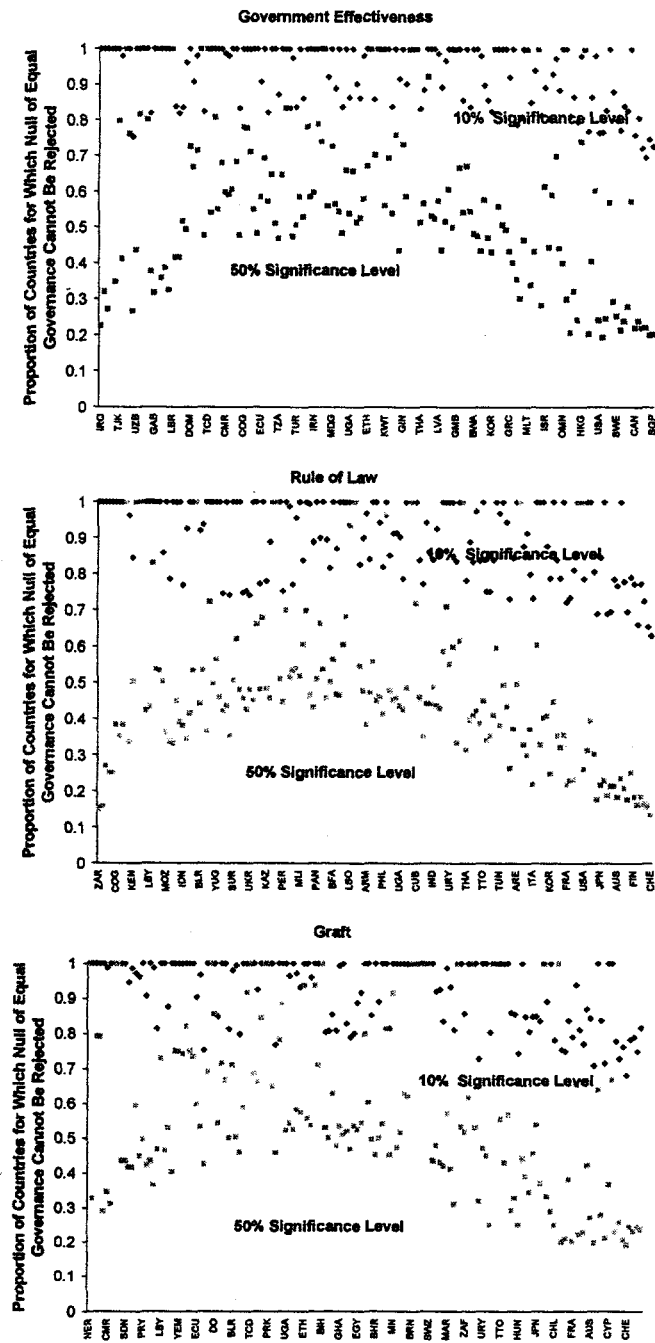 Government Effectiveness
Proportion of Countries for Which Null of Equal
Governance Cannot Be Rejected
1
0.9
0.8
0.7
0.6
0.5
0.4
0.3
0.2
0.1
0
10% Significance Level
50% Significance Level
IRQ TJK UZB GAB LBR DOM TCD CMR COG ECU TZA TUR IRN MDG UGA ETH KWT GIN THA LVA GMB BWA KOR GRC MLT ISR OMN HKG USA SWE CAN SGP
Rule of Law
Proportion of Countries for Which Null of Equal
Governance Cannot Be Rejected
1
0.9
0.8
0.7
0.6
0.5
0.4
0.3
0.2
0.1
0
10% Significance Level
50% Significance Level
ZAR COG KEN LBY MOZ IDN BLR YUG SUR UKR KAZ PER MLI PAN BFA LSO ARM PHL UGA CUB IND URY THA TTO TUN ARE ITA KOR FRA USA JPN AUS FIN CHE
Graft
Proportion of Countries for Which Null of Equal
Governance Cannot Be Rejected
1
0.9
0.8
0.7
0.6
0.5
0.4
0.3
0.2
0.1
0
10% Significance Level
50% Significance Level
NER CMR SDN PRY LBY YEM ECU DO BLR TCD PRK UGA ETH BIH GHA EGY BHR MN BRN SWZ MAR ZAF URY TTO HUN JPN CHL FRA AUS CYP CHE